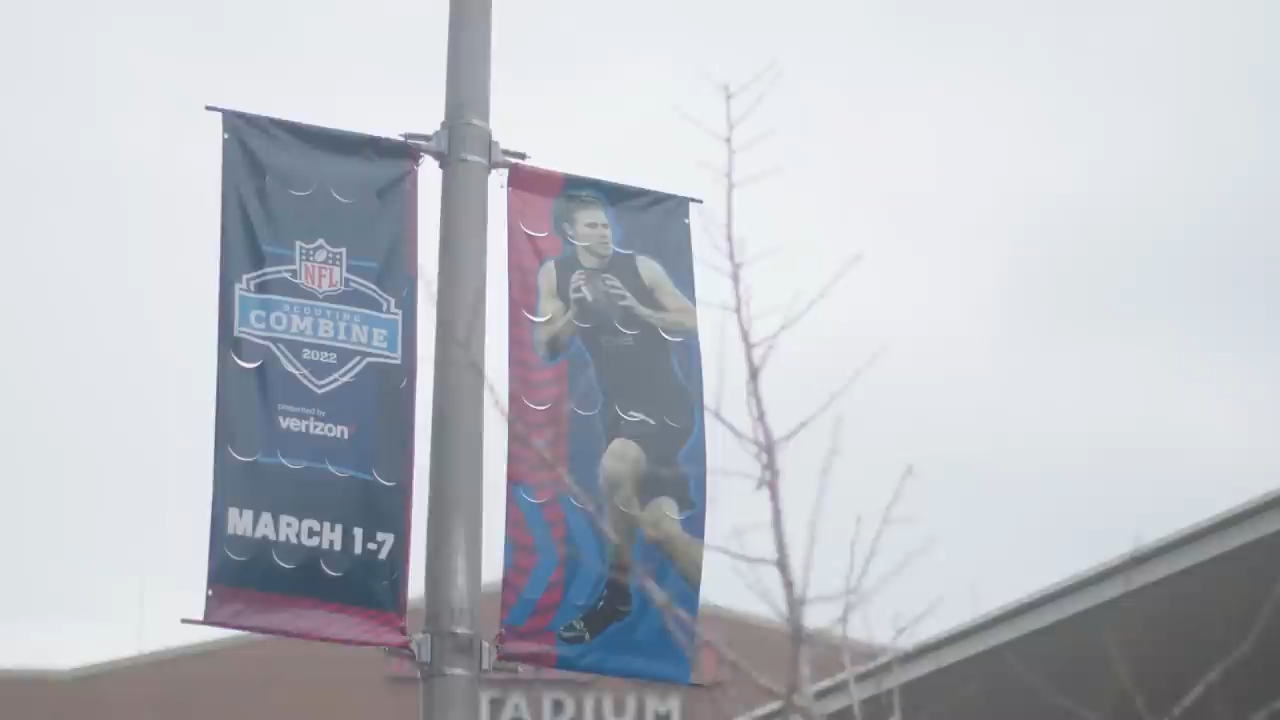 NFL
SCOUTING
COMBINE
2022
presented by
verizon
MARCH 1-7
TADIUM